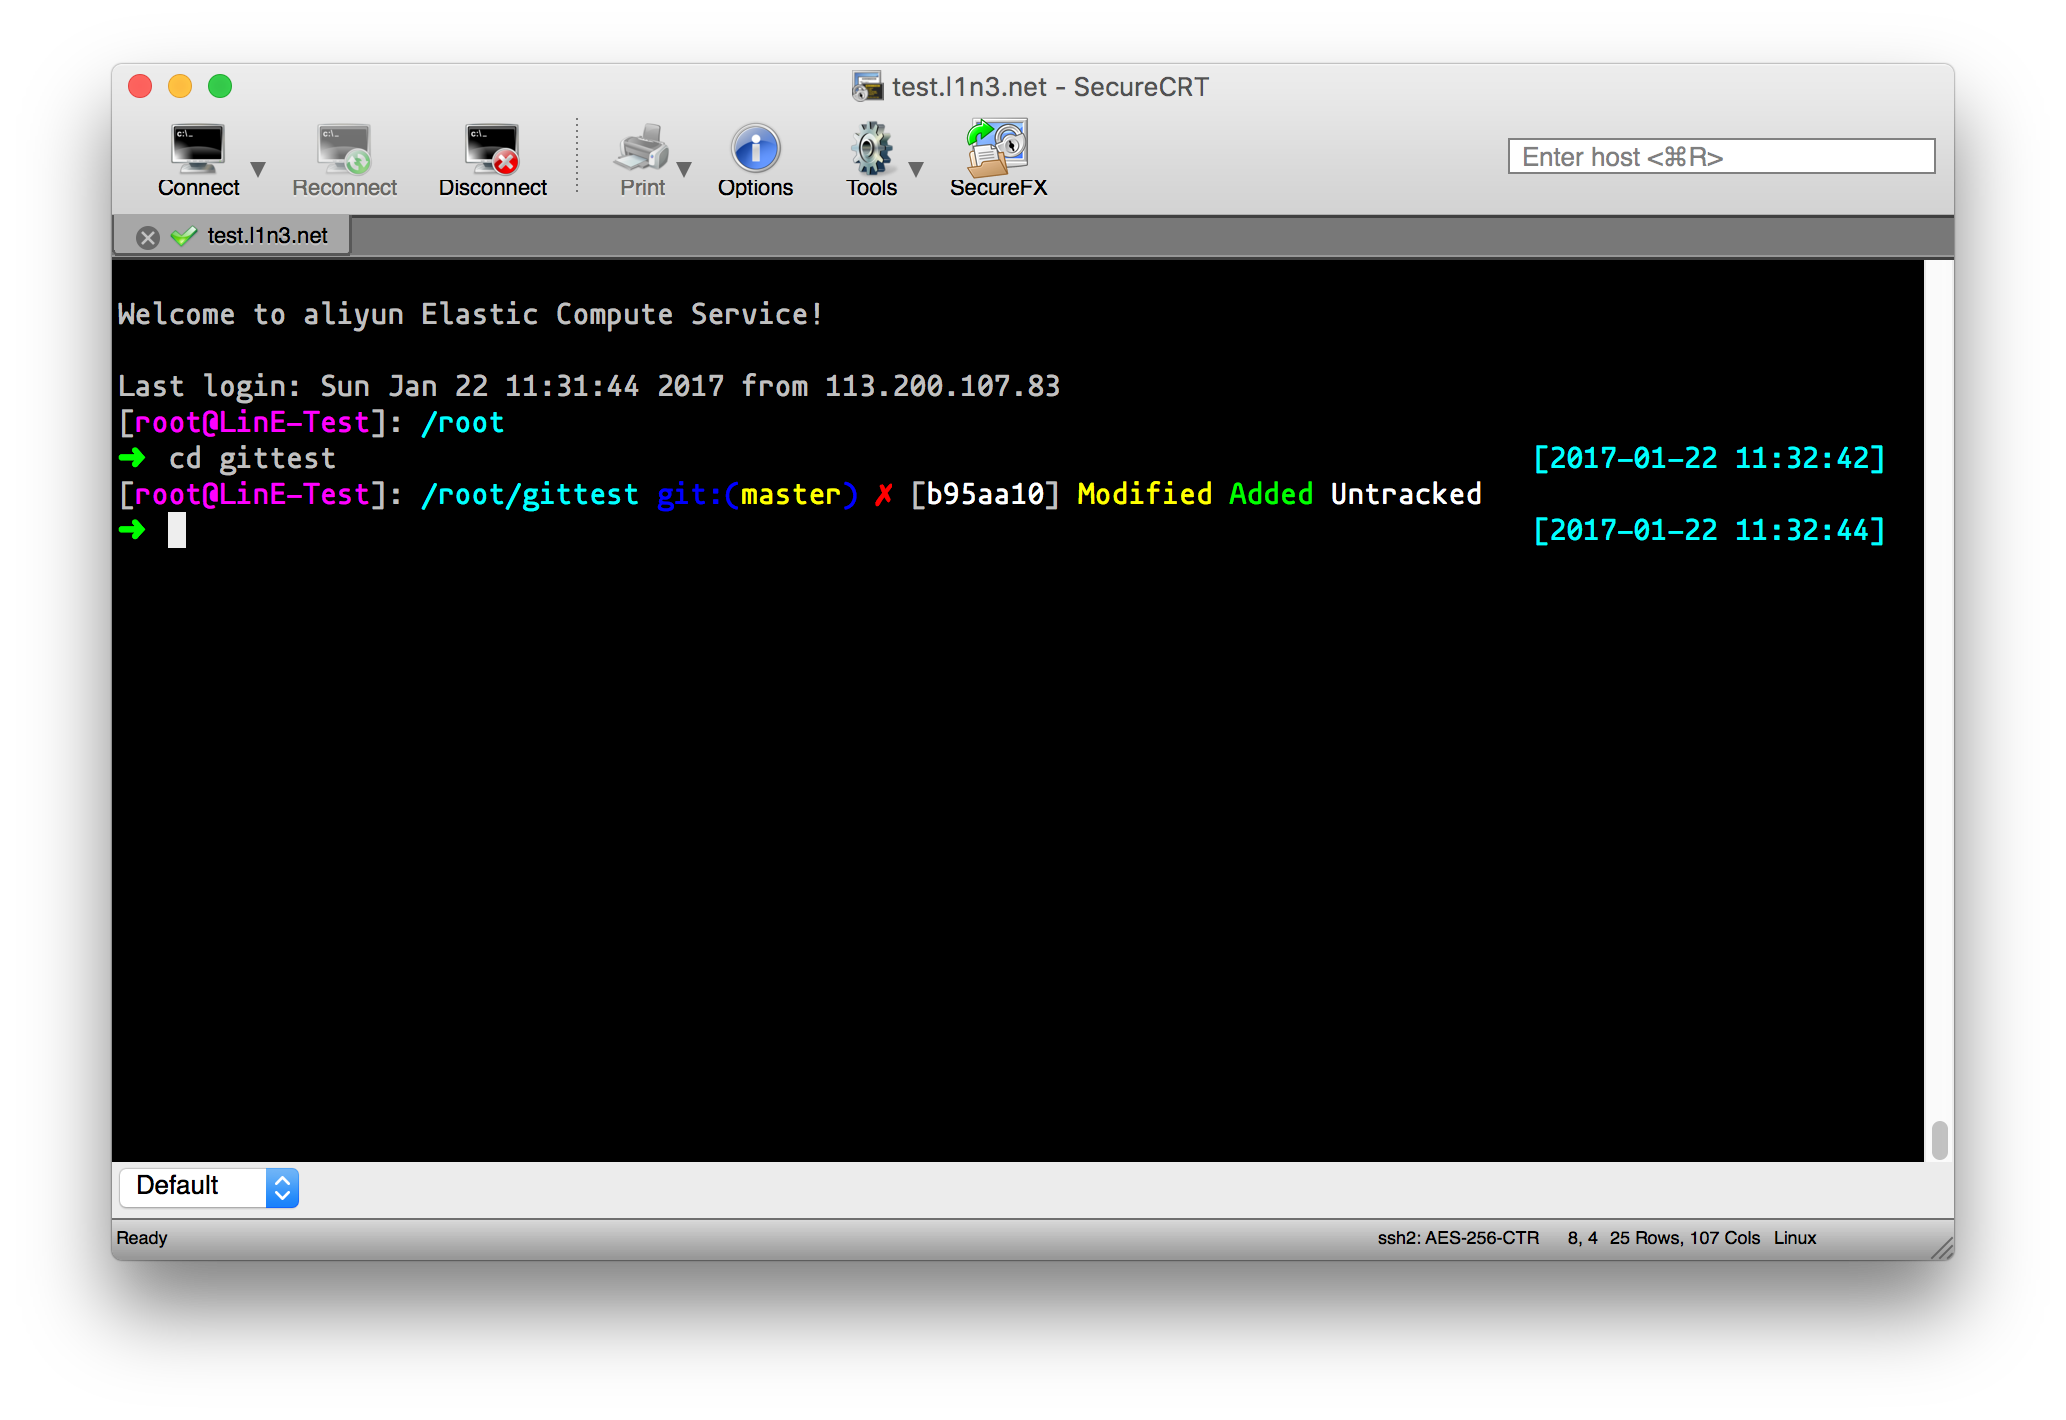 test.l1n3.net - SecureCRT
Connect Reconnect Disconnect Print Options Tools SecureFX Enter host <⌘R>
test.l1n3.net
Welcome to aliyun Elastic Compute Service!
Last login: Sun Jan 22 11:31:44 2017 from 113.200.107.83
[root@LinE-Test]: /root
➜ cd gittest [2017-01-22 11:32:42]
[root@LinE-Test]: /root/gittest git:(master) ✗ [b95aa10] Modified Added Untracked
➜ [2017-01-22 11:32:44]
Default
Ready ssh2: AES-256-CTR 8, 4 25 Rows, 107 Cols Linux